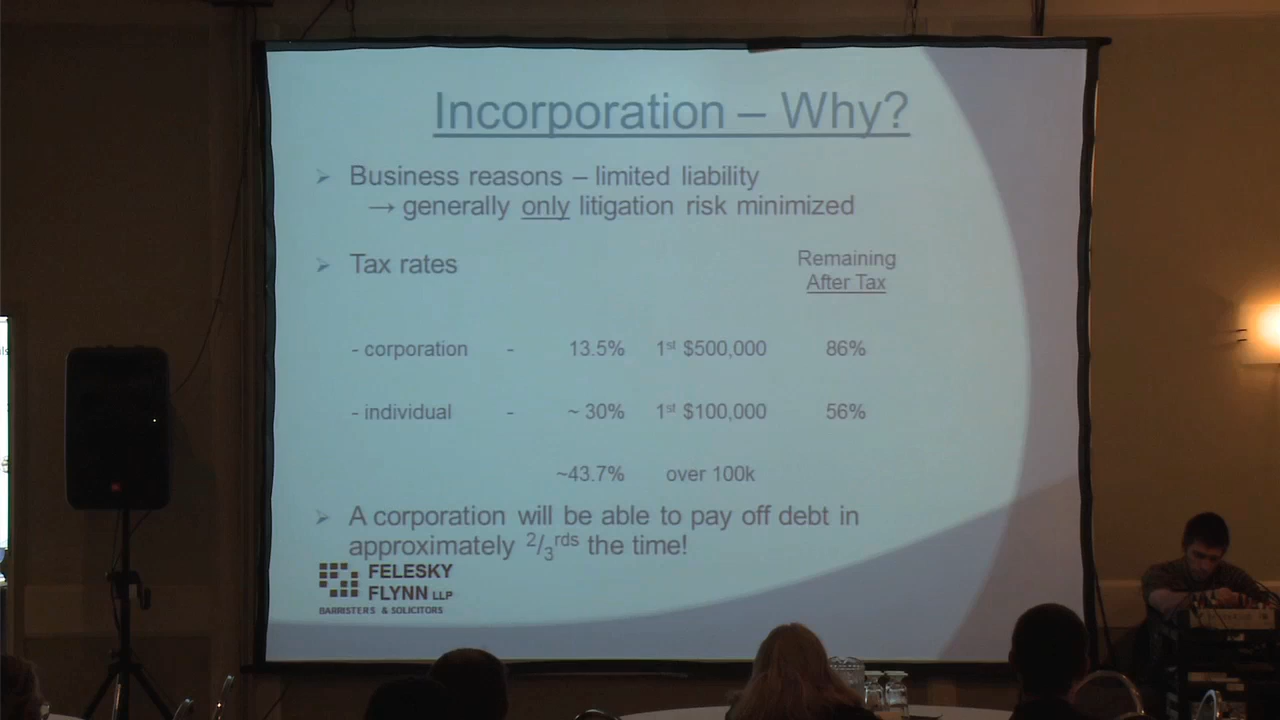 Incorporation – Why?
➢ Business reasons – limited liability
→ generally only litigation risk minimized
➢ Tax rates
Remaining
After Tax
- corporation - 13.5% 1st $500,000 86%
- individual - ~ 30% 1st $100,000 56%
~43.7% over 100k
➢ A corporation will be able to pay off debt in
approximately 2/3rds the time!
FELESKY
FLYNN LLP
BARRISTERS & SOLICITORS